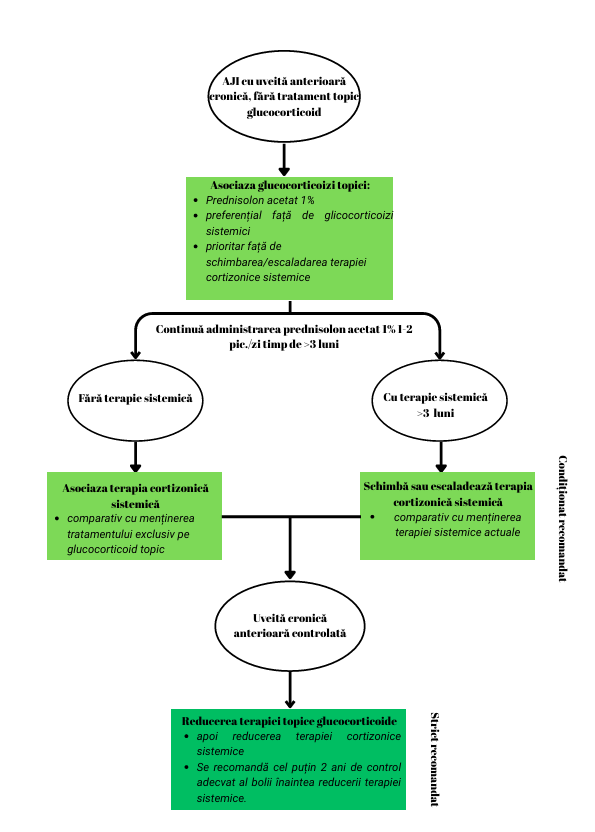 AJI cu uveită anterioară
cronică, fără tratament topic
glucocorticoid
Asociaza glucocorticoizi topici:
• Prednisolon acetat 1%
• preferențial față de glicocorticoizi
sistemici
• prioritar față de
schimbarea/escaladarea terapiei
cortizonice sistemice
Continuă administrarea prednisolon acetat 1% 1-2
pic./zi timp de >3 luni
Fără terapie sistemică
Cu terapie sistemică
>3 luni
Asociaza terapia cortizonică
sistemică
• comparativ cu menținerea
tratamentului exclusiv pe
glucocorticoid topic
Schimbă sau escaladează terapia
cortizonică sistemică
• comparativ cu menținerea
terapiei sistemice actuale
Condiționat recomandat
Uveită cronică
anterioară controlată
Reducerea terapiei topice glucocorticoide
• apoi reducerea terapiei cortizonice
sistemice
• Se recomandă cel puțin 2 ani de control
adecvat al bolii înaintea reducerii terapiei
sistemice.
Strict recomandat